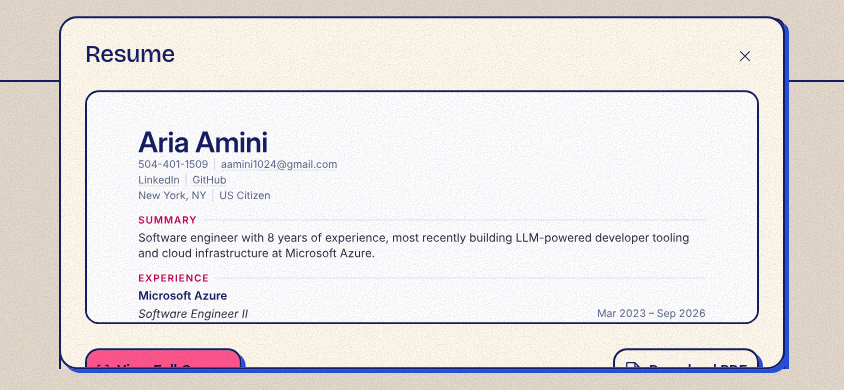 Resume
Aria Amini
504-401-1509 | aamini1024@gmail.com
LinkedIn | GitHub
New York, NY | US Citizen
SUMMARY
Software engineer with 8 years of experience, most recently building LLM-powered developer tooling
and cloud infrastructure at Microsoft Azure.
EXPERIENCE
Microsoft Azure
Software Engineer II Mar 2023 – Sep 2026
Download PDF